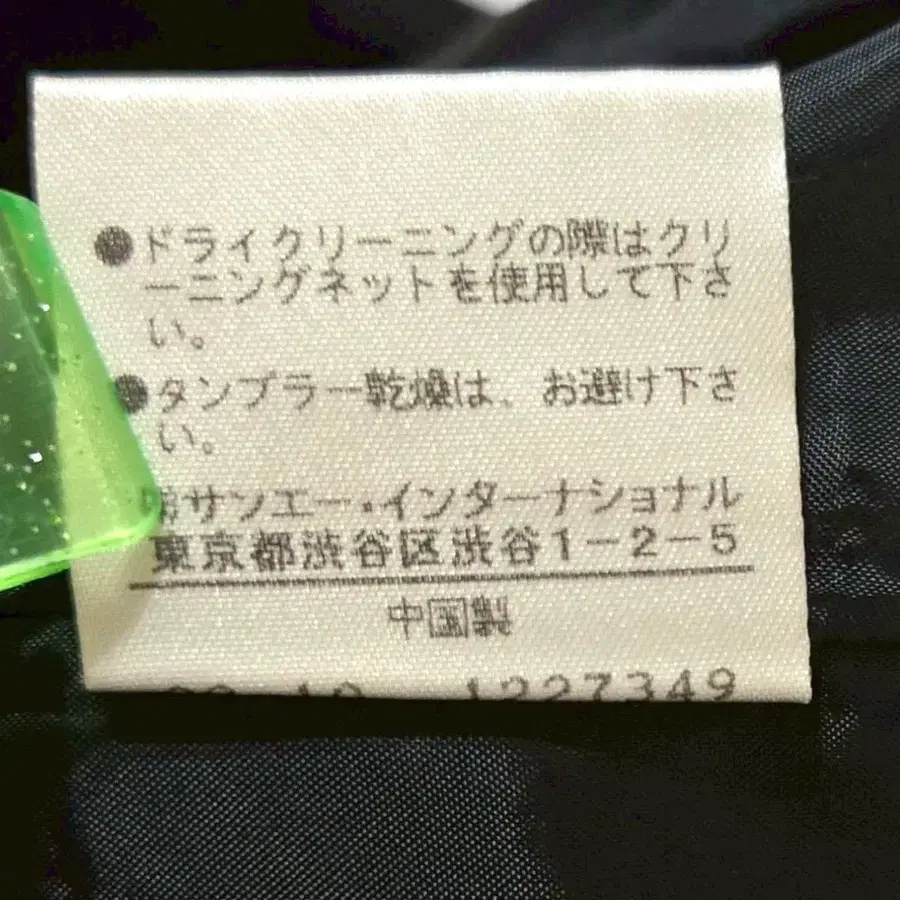 ●ドライクリーニングの際はクリ
ーニングネットを使用して下さ
い。
●タンブラー乾燥は、お避け下さ
い。
サンエー・インターナショナル
東京都渋谷区渋谷1-2-5
中国製
1227349